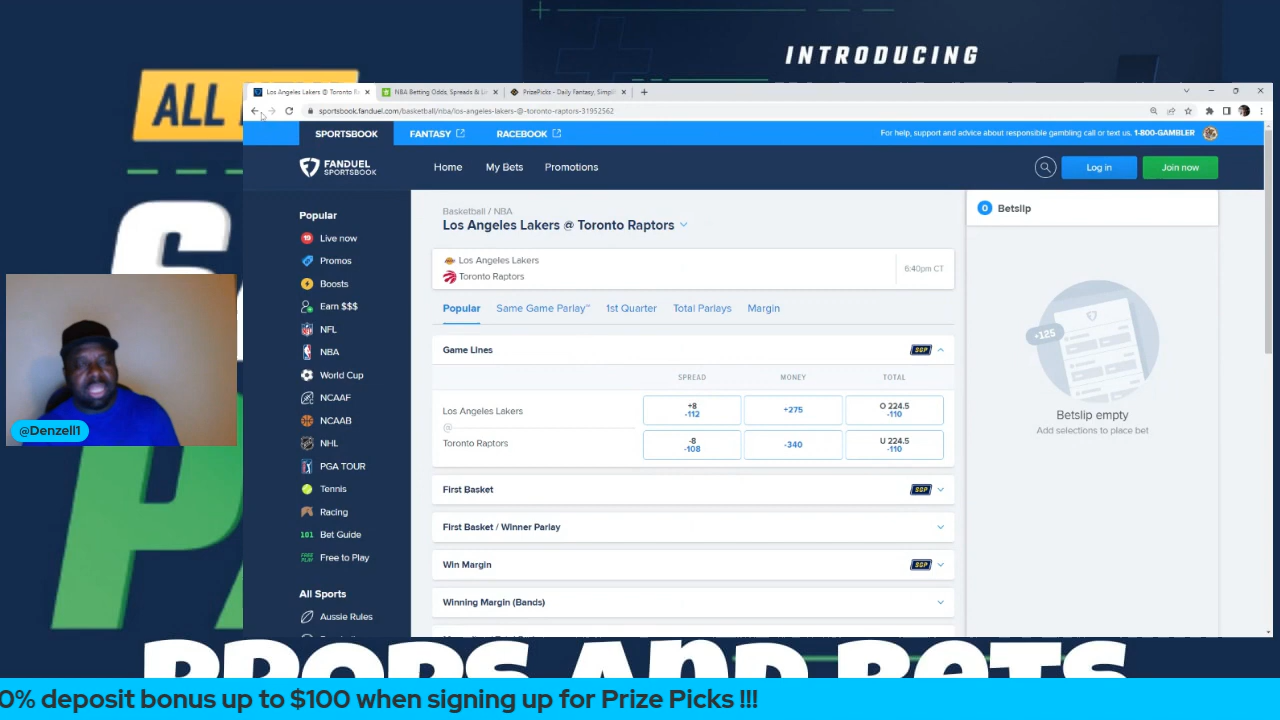 INTRODUCING
ALL
Los Angeles Lakers @ Toronto R
NBA Betting Odds, Spreads & Li
PrizePicks - Daily Fantasy, Simpli
sportsbook.fanduel.com/basketball/nba/los-angeles-lakers-@-toronto-raptors-31952562
SPORTSBOOK
FANTASY
RACEBOOK
For help, support and advice about responsible gambling call or text us. 1-800-GAMBLER
FANDUEL
SPORTSBOOK
Home
My Bets
Promotions
Log in
Join now
Popular
10 Live now
Promos
Boosts
Earn $$$
NFL
NBA
World Cup
NCAAF
NCAAB
NHL
PGA TOUR
Tennis
Racing
101 Bet Guide
FREE PLAY Free to Play
All Sports
Aussie Rules
Basketball / NBA
Los Angeles Lakers @ Toronto Raptors
Los Angeles Lakers
Toronto Raptors
6:40pm CT
Popular
Same Game Parlay™
1st Quarter
Total Parlays
Margin
Game Lines
SGP
SPREAD
MONEY
TOTAL
Los Angeles Lakers
+8
-112
+275
O 224.5
-110
@
Toronto Raptors
-8
-108
-340
U 224.5
-110
First Basket
SGP
First Basket / Winner Parlay
Win Margin
SGP
Winning Margin (Bands)
0 Betslip
+125
Betslip empty
Add selections to place bet
@Denzell1
PROPS AND BETS
0% deposit bonus up to $100 when signing up for Prize Picks !!!